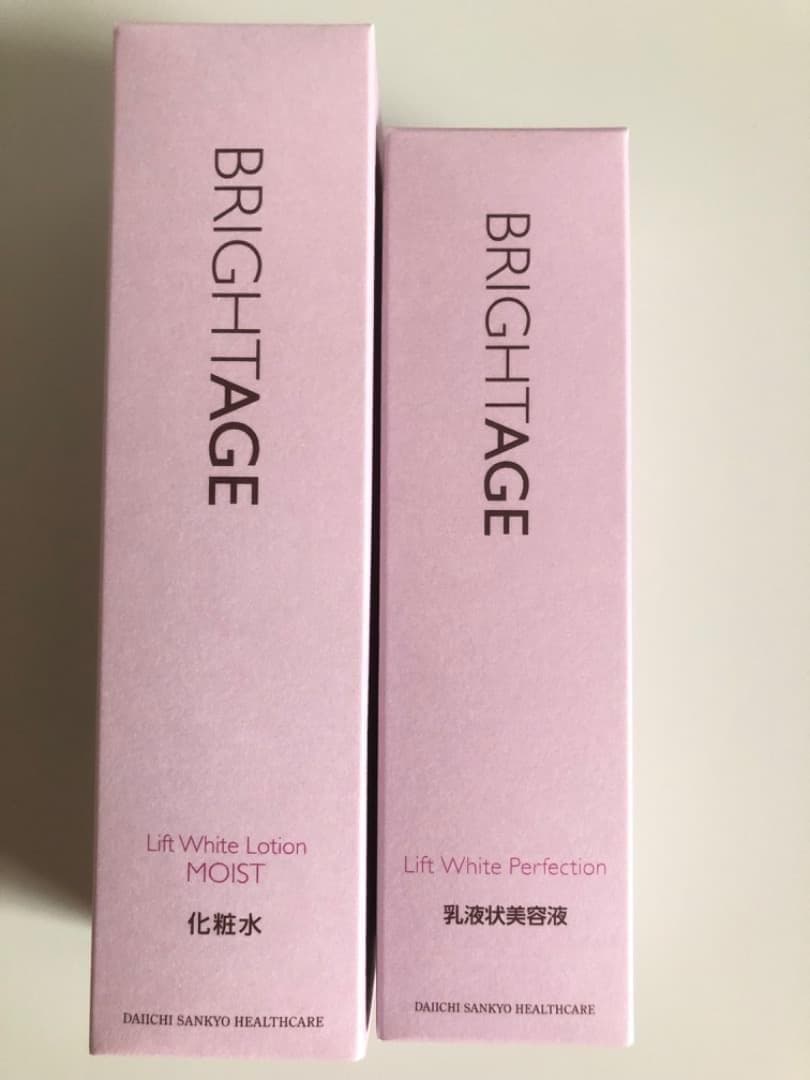 BRIGHTAGE
Lift White Lotion
MOIST
化粧水
DAIICHI SANKYO HEALTHCARE
BRIGHTAGE
Lift White Perfection
乳液状美容液
DAIICHI SANKYO HEALTHCARE